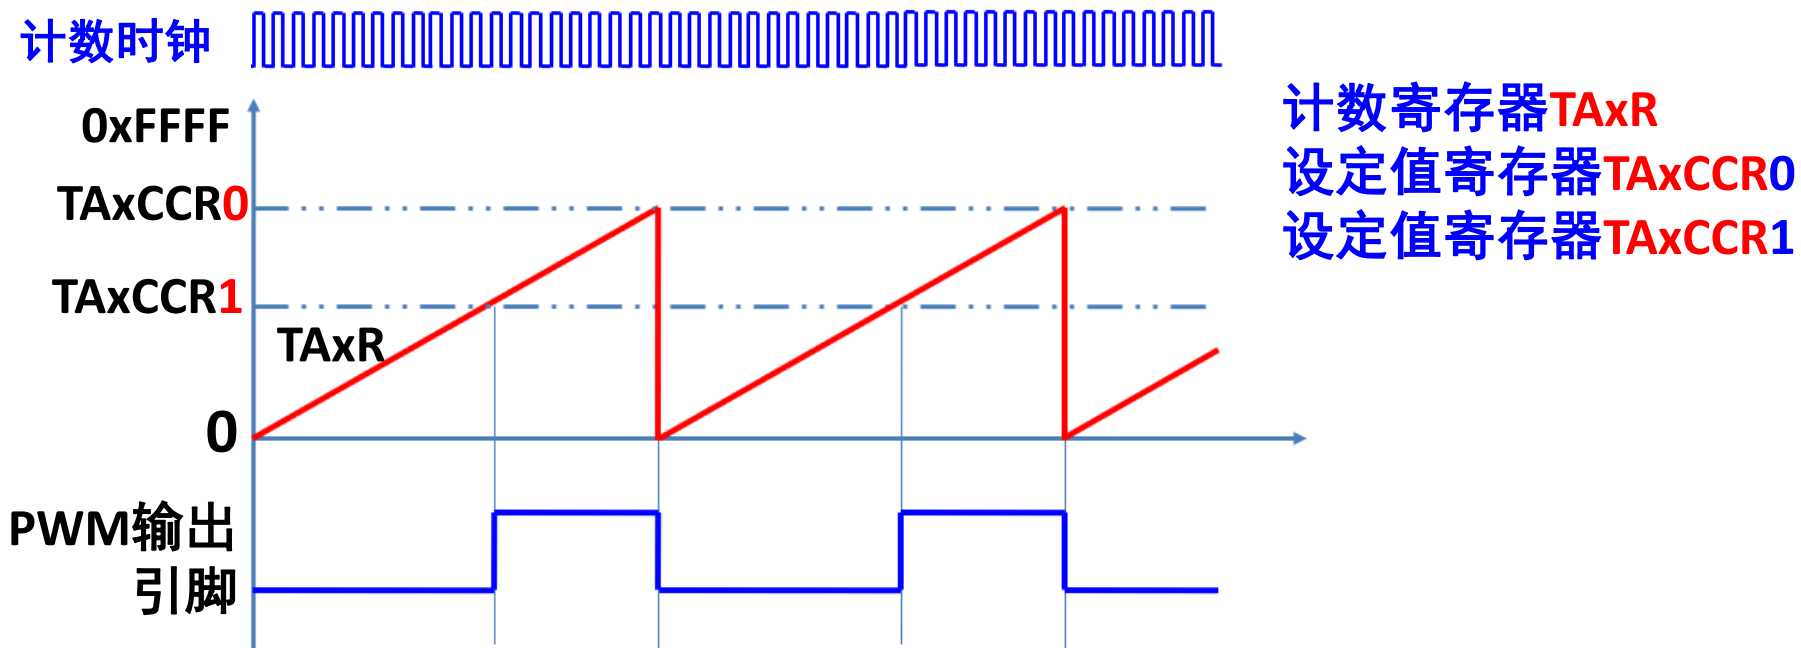 计数时钟
0xFFFF
TAxCCR0
TAxCCR1
TAxR
0
PWM输出
引脚
计数寄存器TAxR
设定值寄存器TAxCCR0
设定值寄存器TAxCCR1